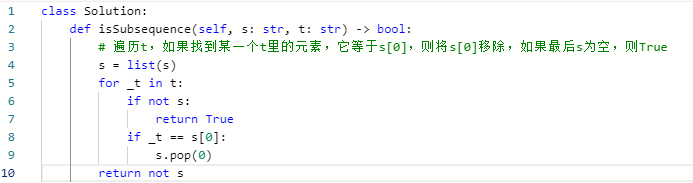 1 class Solution:
2     def isSubsequence(self, s: str, t: str) -> bool:
3         # 遍历t，如果找到某一个t里的元素，它等于s[0]，则将s[0]移除，如果最后s为空，则True
4         s = list(s)
5         for _t in t:
6             if not s:
7                 return True
8             if _t == s[0]:
9                 s.pop(0)
10         return not s